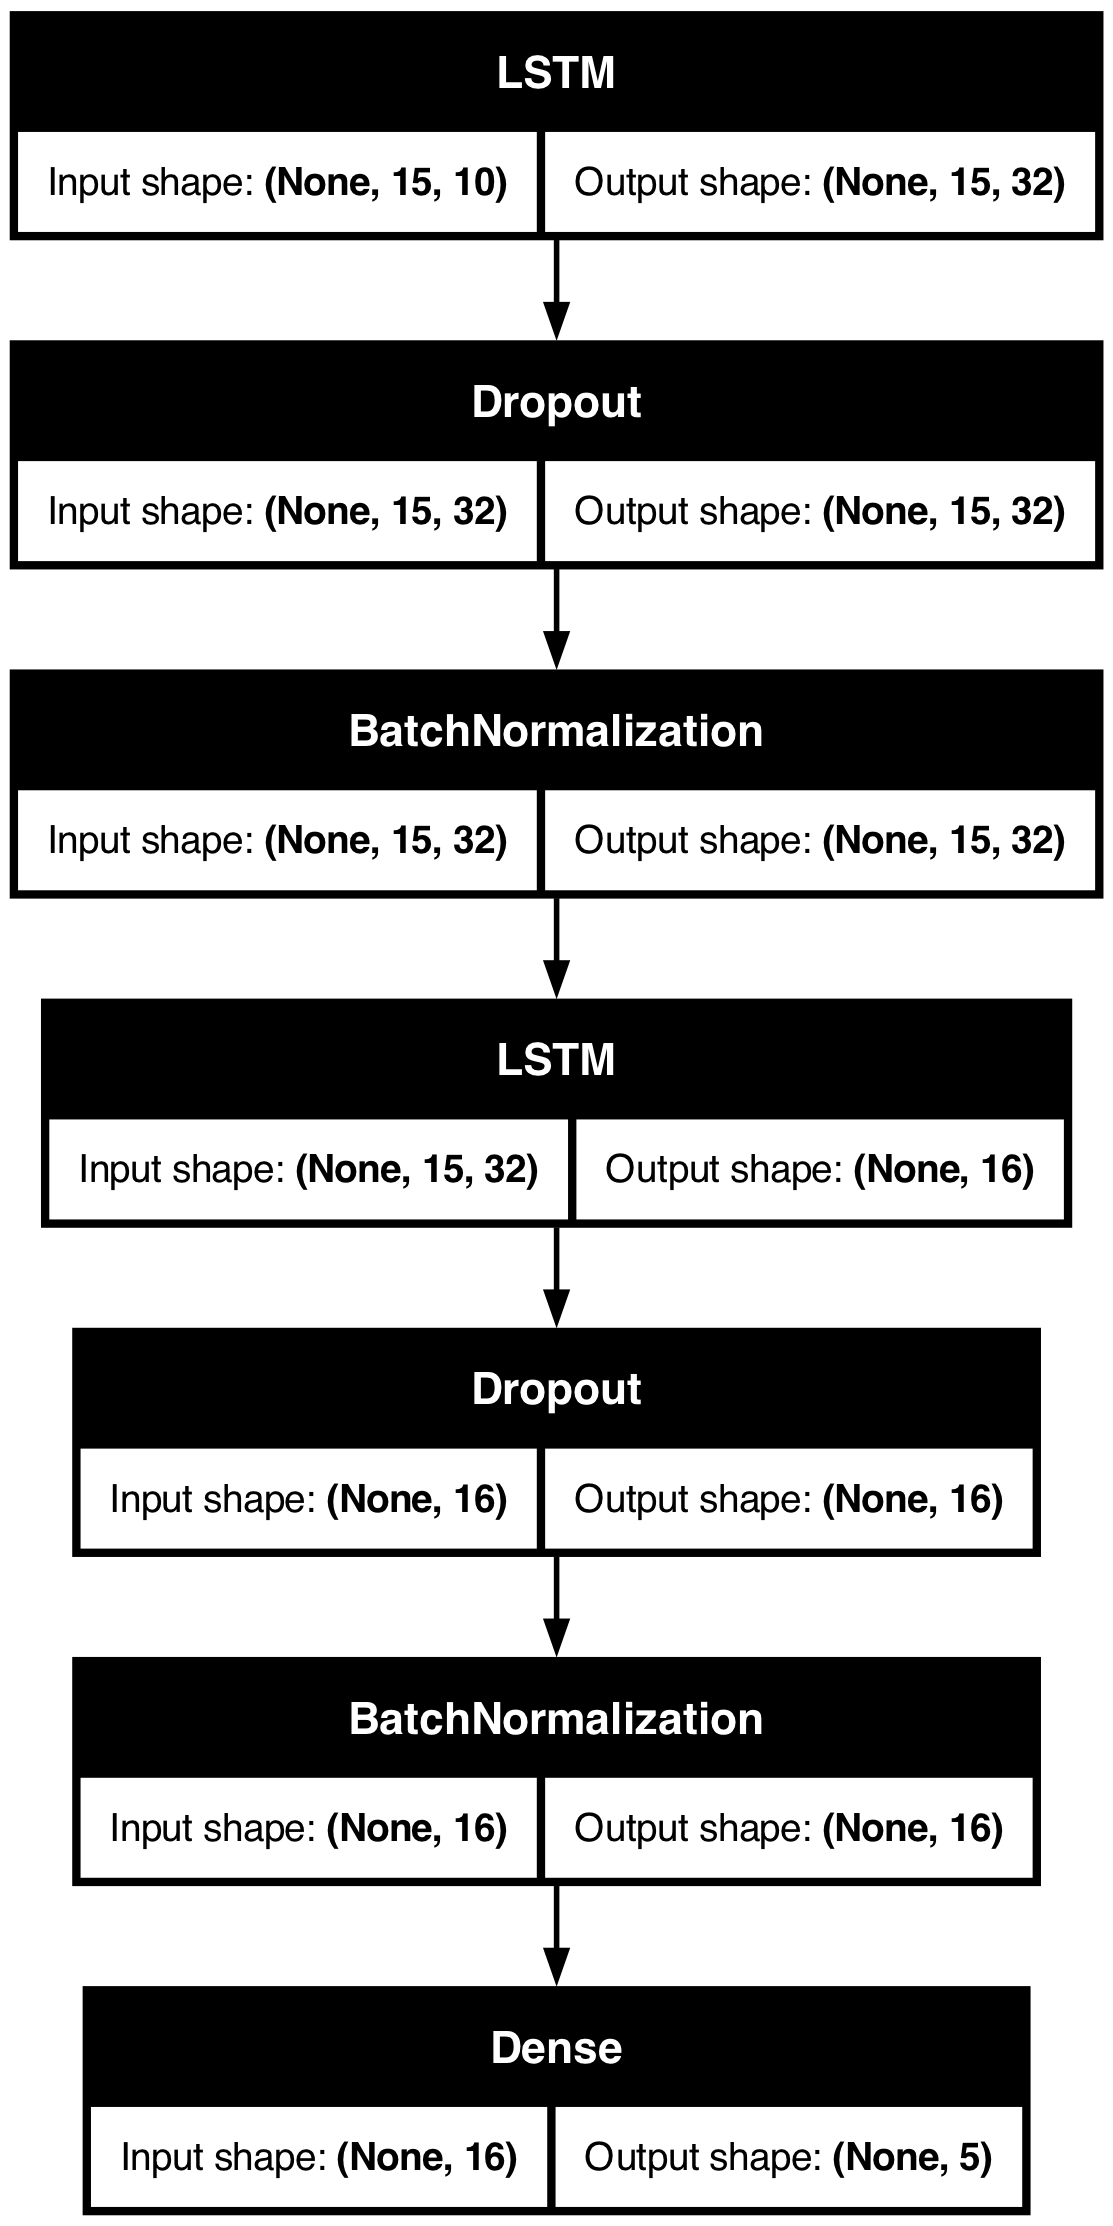 LSTM
Input shape: (None, 15, 10) Output shape: (None, 15, 32)
Dropout
Input shape: (None, 15, 32) Output shape: (None, 15, 32)
BatchNormalization
Input shape: (None, 15, 32) Output shape: (None, 15, 32)
LSTM
Input shape: (None, 15, 32) Output shape: (None, 16)
Dropout
Input shape: (None, 16) Output shape: (None, 16)
BatchNormalization
Input shape: (None, 16) Output shape: (None, 16)
Dense
Input shape: (None, 16) Output shape: (None, 5)